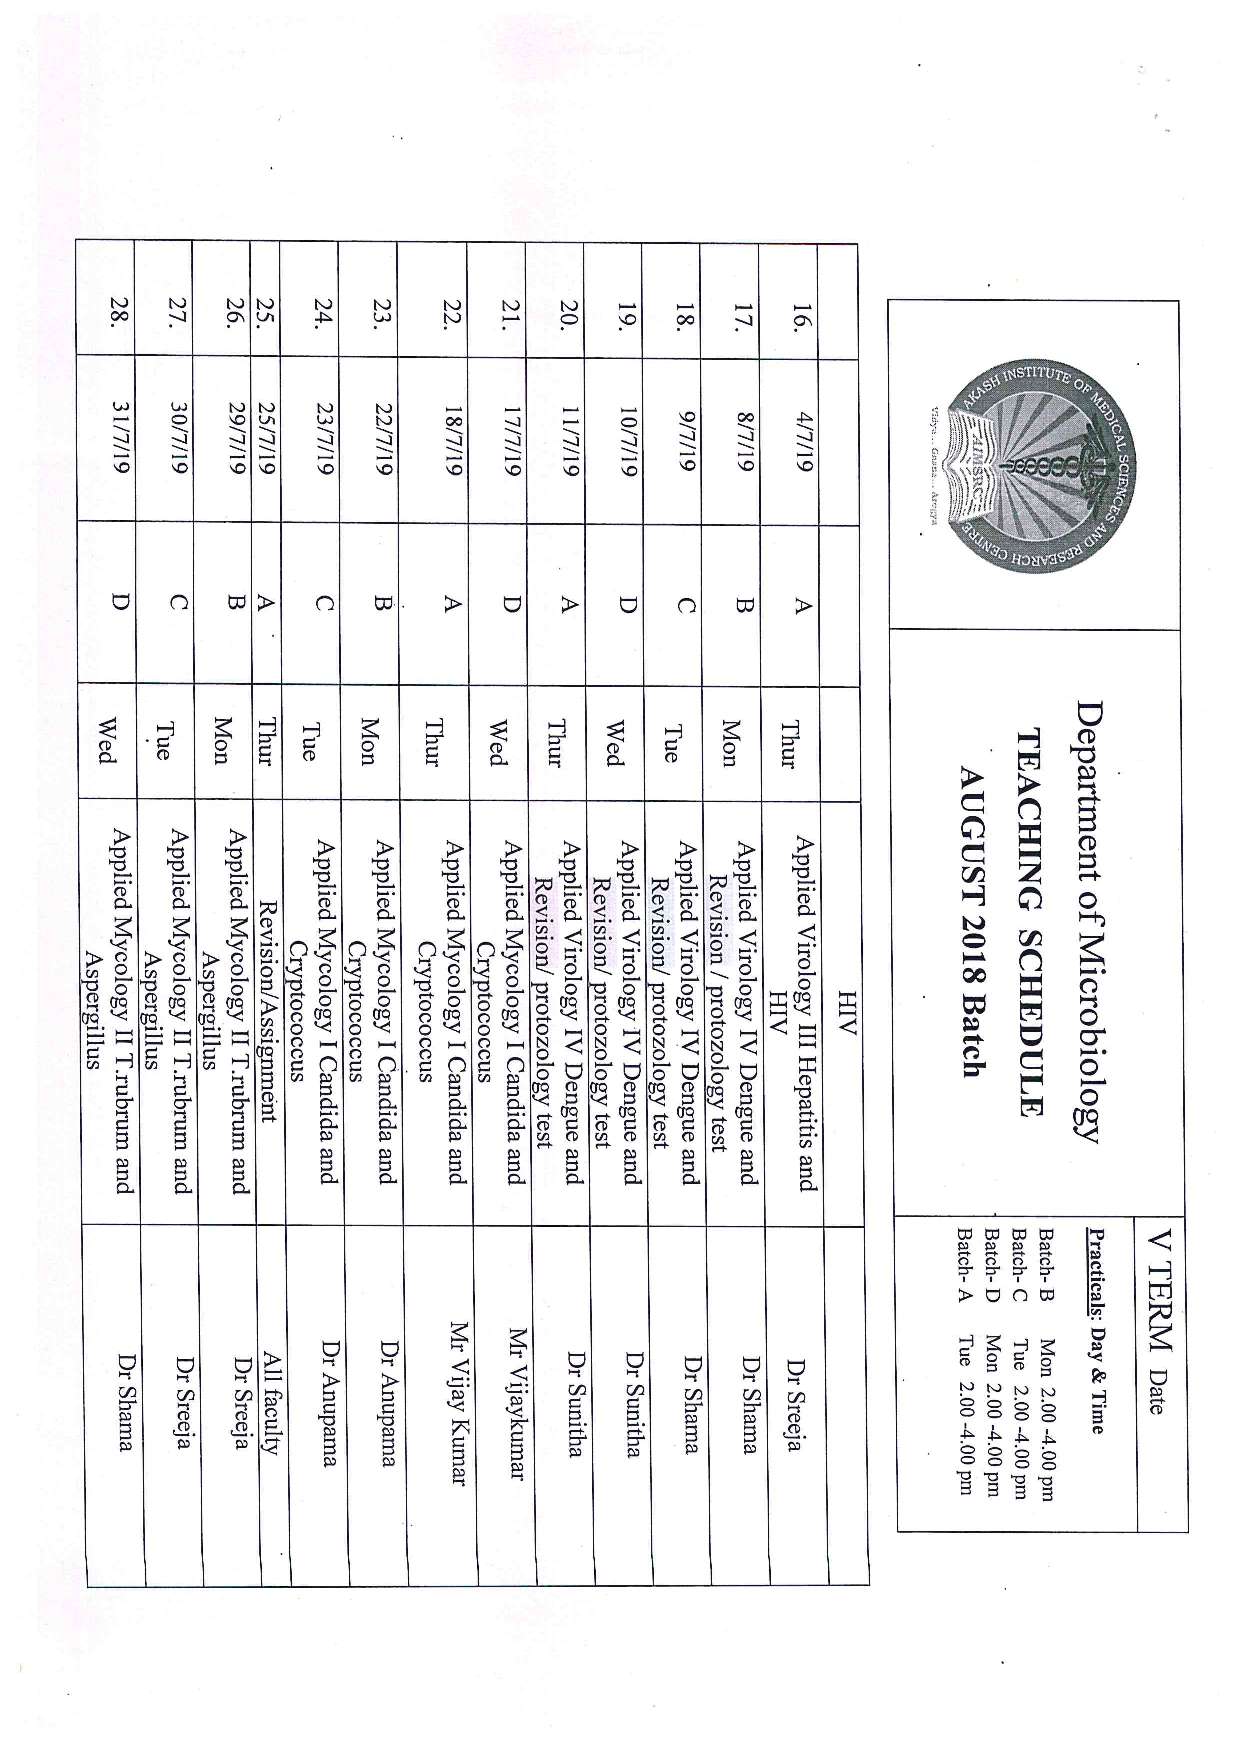 AKASH INSTITUTE OF MEDICAL SCIENCES AND RESEARCH CENTRE
AIMSRC
Vidya... Gnana... Arogya
Department of Microbiology
TEACHING SCHEDULE
AUGUST 2018 Batch
V TERM Date
Practicals: Day & Time
Batch- B Mon 2.00 -4.00 pm
Batch- C Tue 2.00 -4.00 pm
Batch- D Mon 2.00 -4.00 pm
Batch- A Tue 2.00 -4.00 pm
HIV
16. 4/7/19 A Thur Applied Virology III Hepatitis and Dr Sreeja
HIV
17. 8/7/19 B Mon Applied Virology IV Dengue and Dr Shama
Revision / protozology test
18. 9/7/19 C Tue Applied Virology IV Dengue and Dr Shama
Revision/ protozology test
19. 10/7/19 D Wed Applied Virology IV Dengue and Dr Sunitha
Revision/ protozology test
20. 11/7/19 A Thur Applied Virology IV Dengue and Dr Sunitha
Revision/ protozology test
21. 17/7/19 D Wed Applied Mycology I Candida and Mr Vijaykumar
Cryptococcus
22. 18/7/19 A Thur Applied Mycology I Candida and Mr Vijay Kumar
Cryptococcus
23. 22/7/19 B Mon Applied Mycology I Candida and Dr Anupama
Cryptococcus
24. 23/7/19 C Tue Applied Mycology I Candida and Dr Anupama
Cryptococcus
25. 25/7/19 A Thur Revision/Assignment All faculty
26. 29/7/19 B Mon Applied Mycology II T.rubrum and Dr Sreeja
Aspergillus
27. 30/7/19 C Tue Applied Mycology II T.rubrum and Dr Sreeja
Aspergillus
28. 31/7/19 D Wed Applied Mycology II T.rubrum and Dr Shama
Aspergillus